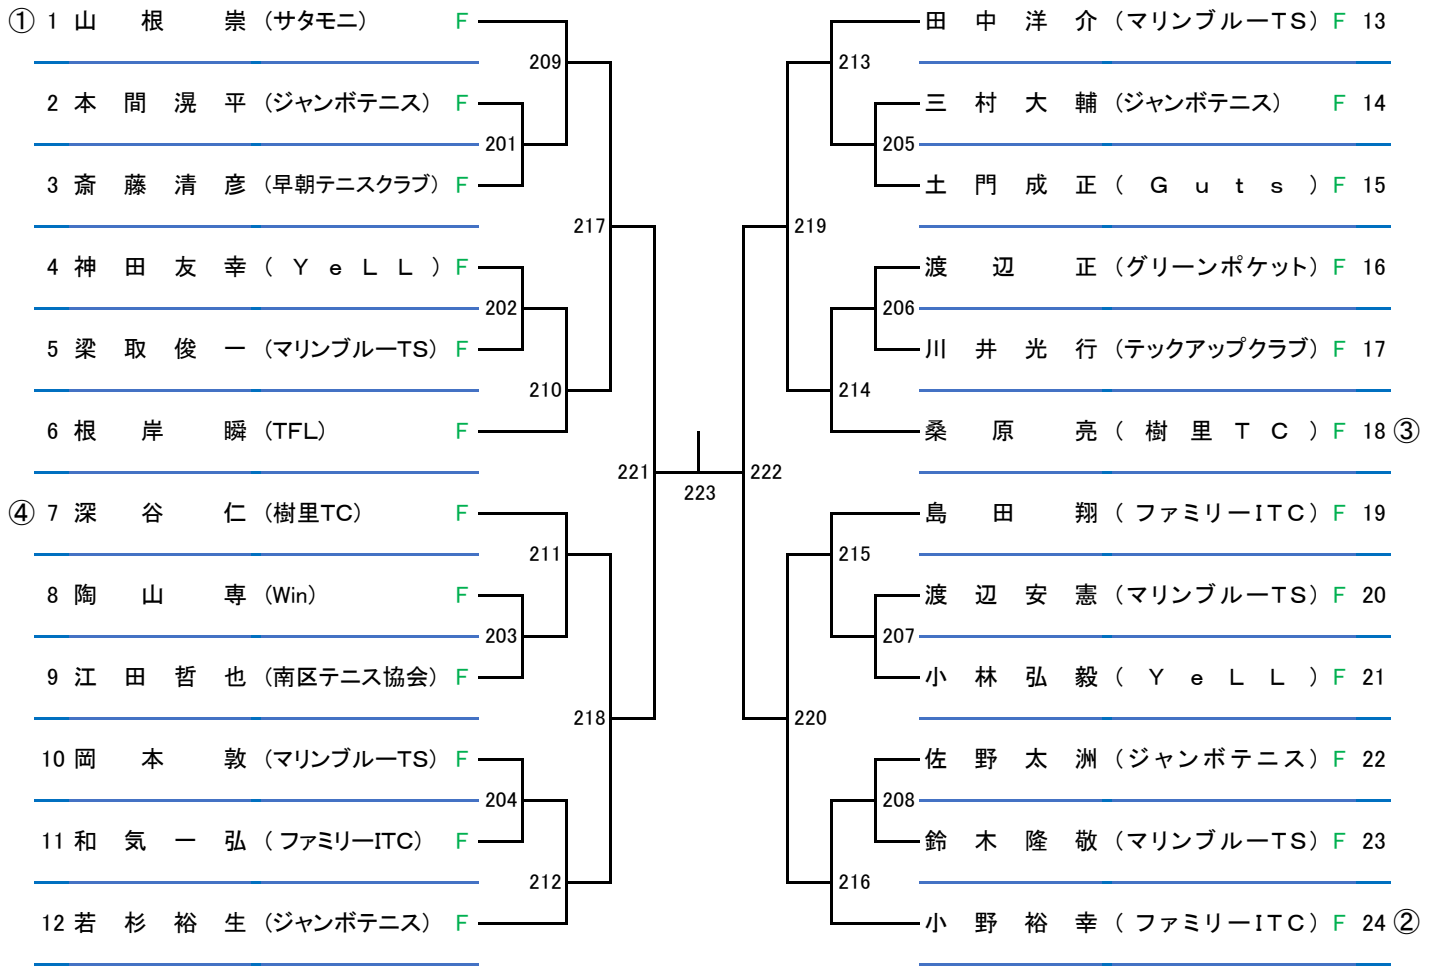 ① 1 山根 崇 (サタモニ) F
209
2 本間滉平 (ジャンボテニス) F
201
3 斎藤清彦 (早朝テニスクラブ) F
217
4 神田友幸 (YeLL) F
202
5 梁取俊一 (マリンブルーTS) F
210
6 根岸 瞬 (TFL) F
221
④ 7 深谷 仁 (樹里TC) F
211
8 陶山 専 (Win) F
203
9 江田哲也 (南区テニス協会) F
218
10 岡本 敦 (マリンブルーTS) F
204
11 和気一弘 (ファミリーITC) F
212
12 若杉裕生 (ジャンボテニス) F
223
田中洋介 (マリンブルーTS) F 13
213
三村大輔 (ジャンボテニス) F 14
205
土門成正 (Guts) F 15
219
渡辺 正 (グリーンポケット) F 16
206
川井光行 (テックアップクラブ) F 17
214
桑原 亮 (樹里TC) F 18 ③
222
島田 翔 (ファミリーITC) F 19
215
渡辺安憲 (マリンブルーTS) F 20
207
小林弘毅 (YeLL) F 21
220
佐野太洲 (ジャンボテニス) F 22
208
鈴木隆敬 (マリンブルーTS) F 23
216
小野裕幸 (ファミリーITC) F 24 ②